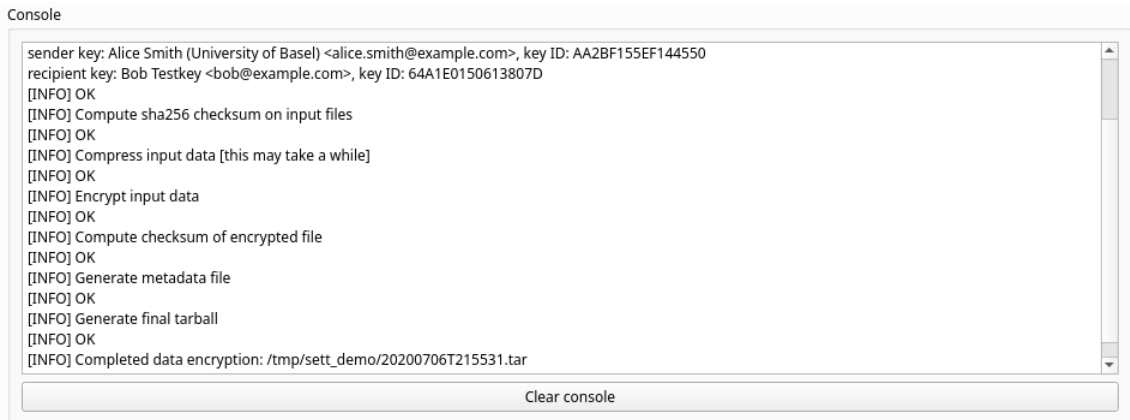 Console
sender key: Alice Smith (University of Basel) <alice.smith@example.com>, key ID: AA2BF155EF144550
recipient key: Bob Testkey <bob@example.com>, key ID: 64A1E0150613807D
[INFO] OK
[INFO] Compute sha256 checksum on input files
[INFO] OK
[INFO] Compress input data [this may take a while]
[INFO] OK
[INFO] Encrypt input data
[INFO] OK
[INFO] Compute checksum of encrypted file
[INFO] OK
[INFO] Generate metadata file
[INFO] OK
[INFO] Generate final tarball
[INFO] OK
[INFO] Completed data encryption: /tmp/sett_demo/20200706T215531.tar
Clear console